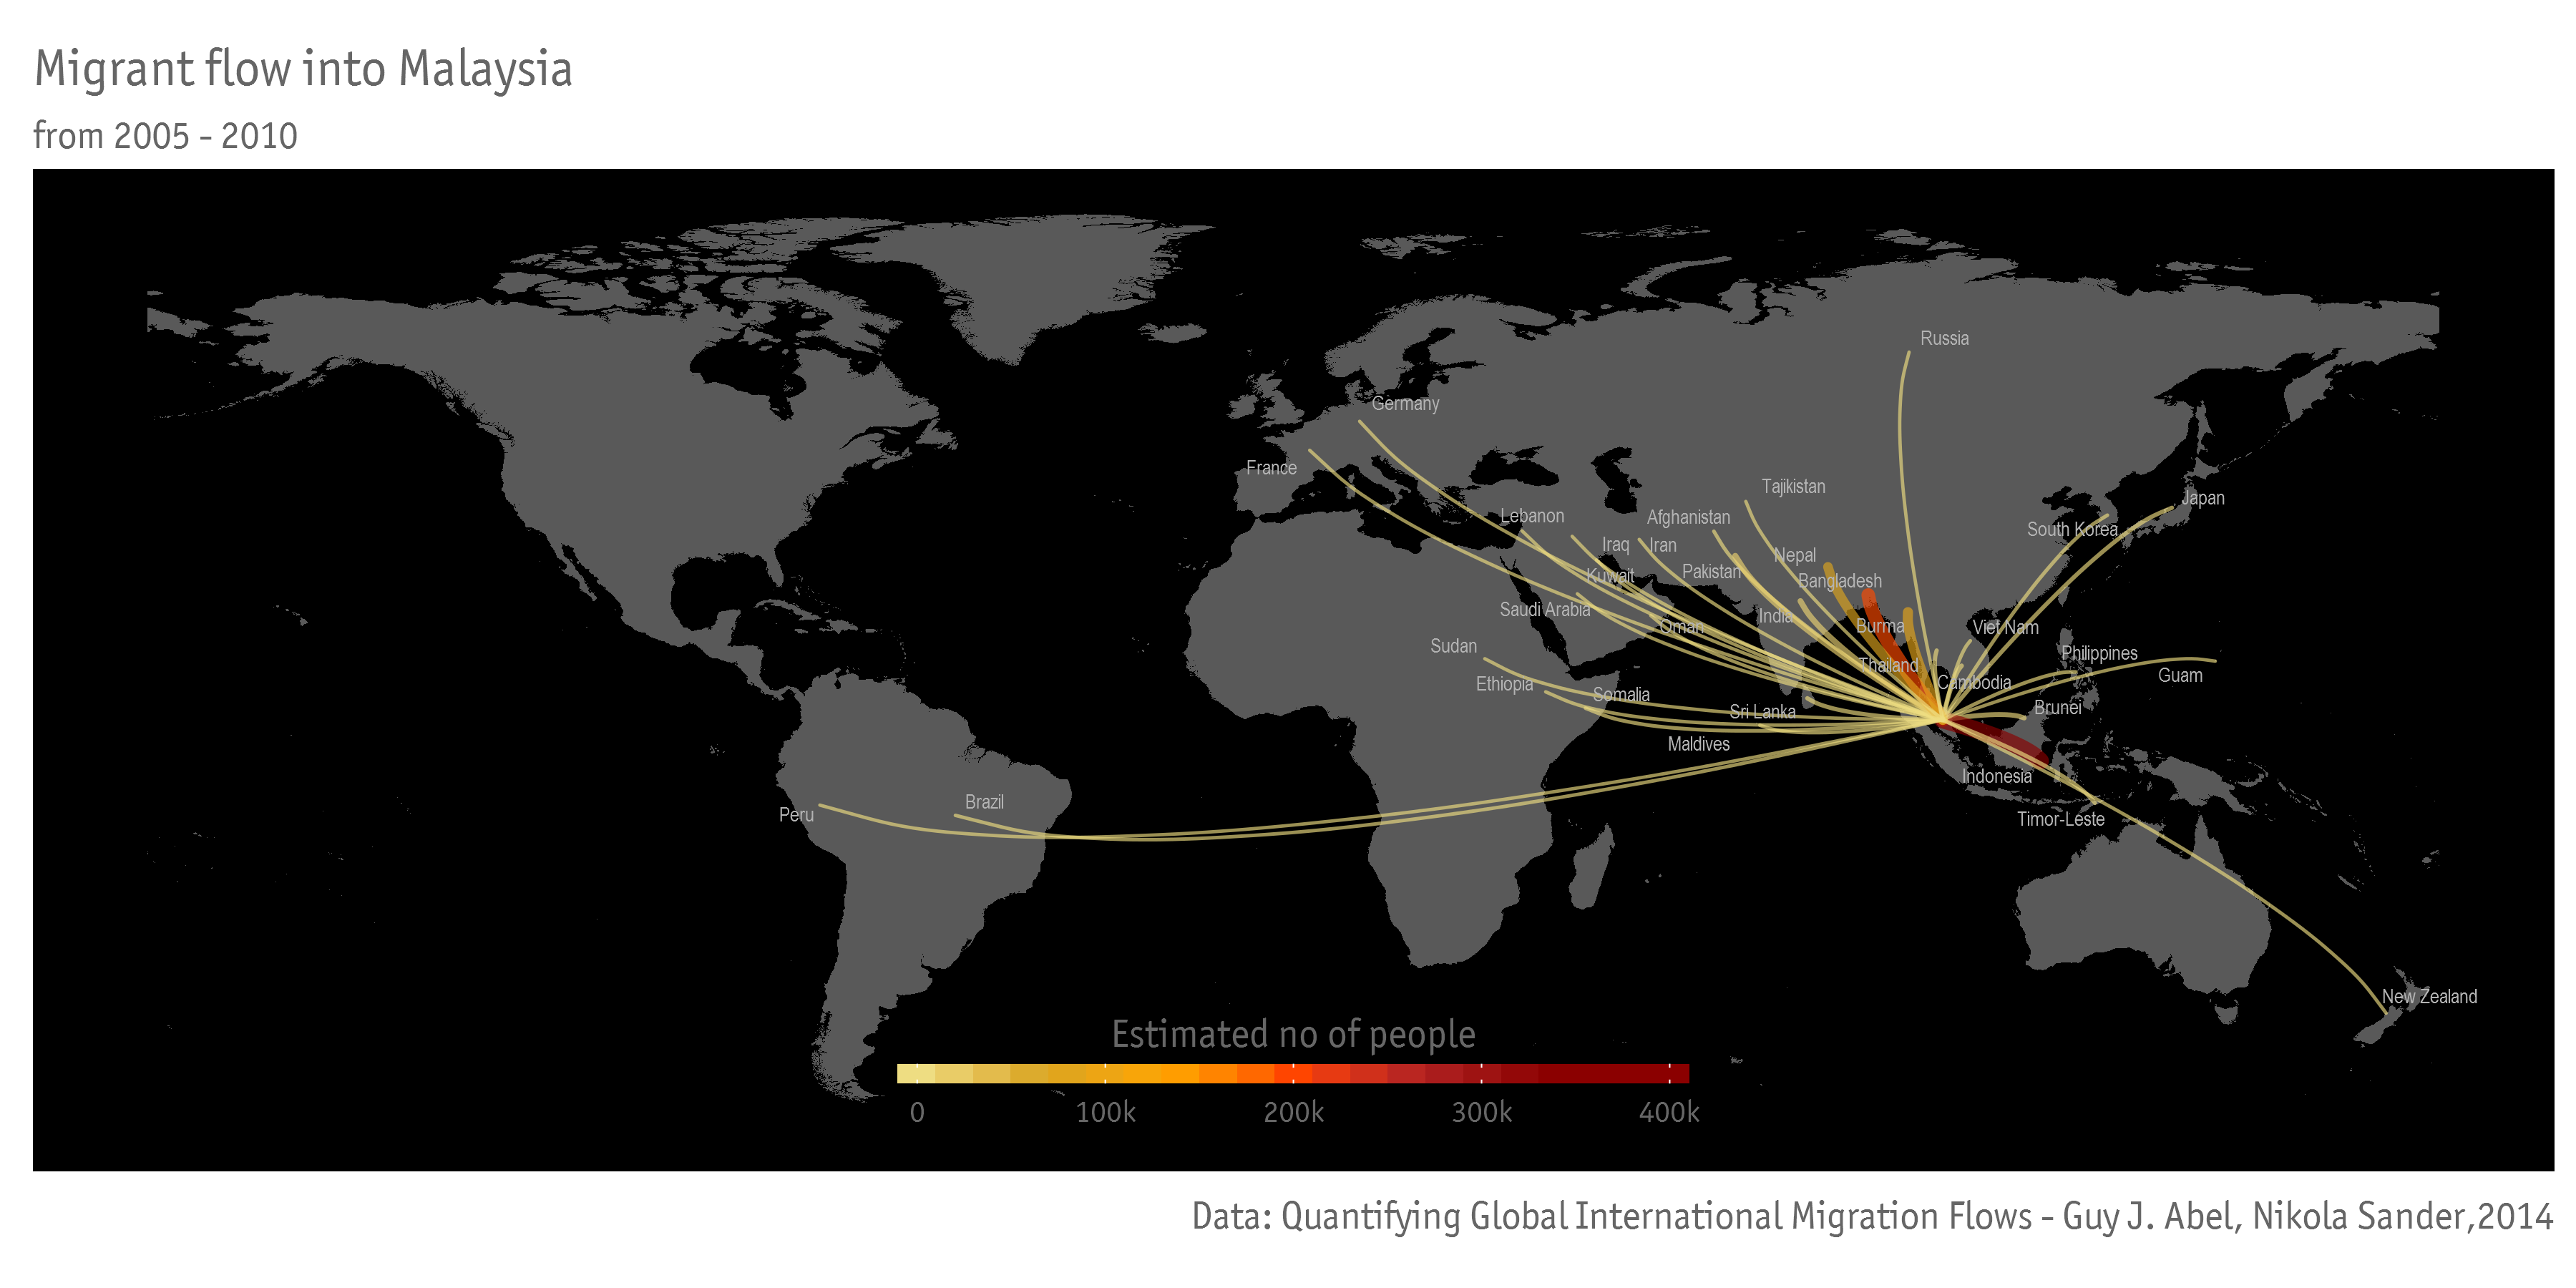 Migrant flow into Malaysia
from 2005 - 2010
Russia
Germany
France
Tajikistan
Japan
Lebanon
Afghanistan
South Korea
Iraq
Iran
Nepal
Pakistan
Kuwait
Bangladesh
Saudi Arabia
India
Oman
Burma
Viet Nam
Sudan
Philippines
Thailand
Guam
Ethiopia
Cambodia
Somalia
Brunei
Sri Lanka
Maldives
Indonesia
Brazil
Peru
Timor-Leste
New Zealand
Estimated no of people
0 100k 200k 300k 400k
Data: Quantifying Global International Migration Flows - Guy J. Abel, Nikola Sander,2014